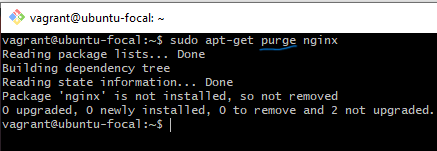 vagrant@ubuntu-focal: ~
vagrant@ubuntu-focal:~$ sudo apt-get purge nginx
Reading package lists... Done
Building dependency tree
Reading state information... Done
Package 'nginx' is not installed, so not removed
0 upgraded, 0 newly installed, 0 to remove and 2 not upgraded.
vagrant@ubuntu-focal:~$